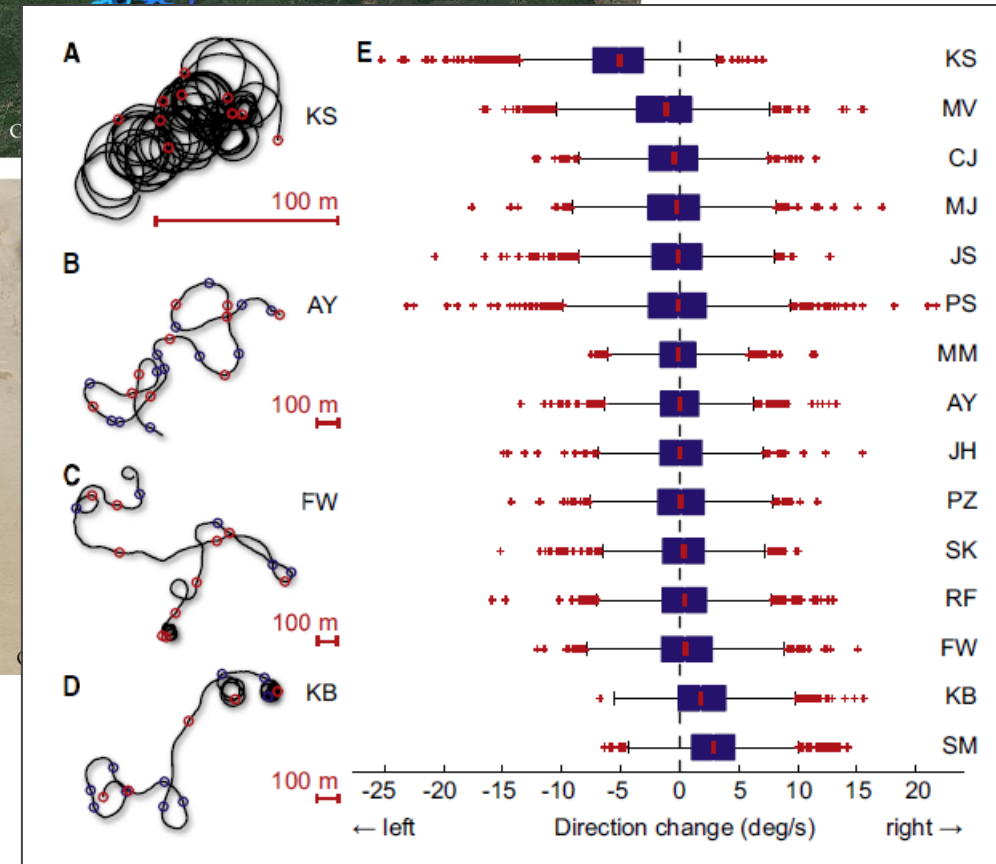 A
KS
100 m
B
AY
100 m
C
FW
100 m
D
KB
100 m
E
KS
MV
CJ
MJ
JS
PS
MM
AY
JH
PZ
SK
RF
FW
KB
SM
-25 -20 -15 -10 -5 0 5 10 15 20
← left Direction change (deg/s) right →